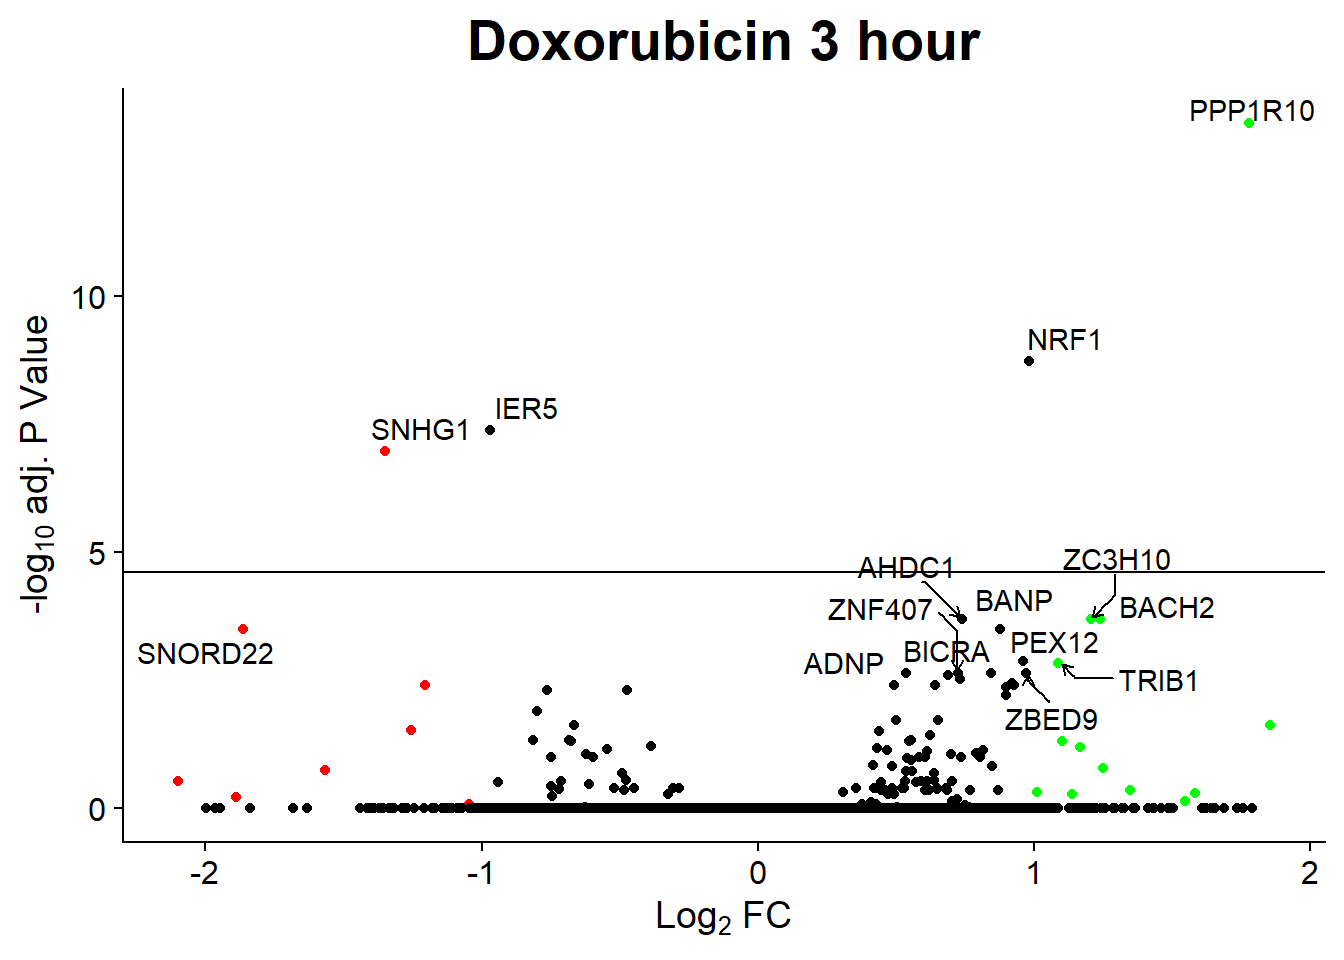 Doxorubicin 3 hour
PPP1R10
10
NRF1
IER5
SNHG1
-log10 adj. P Value
5
ZC3H10
AHDC1
BANP
BACH2
ZNF407
PEX12
SNORD22
BICRA
ADNP
TRIB1
ZBED9
0
-2 -1 0 1 2
Log2 FC